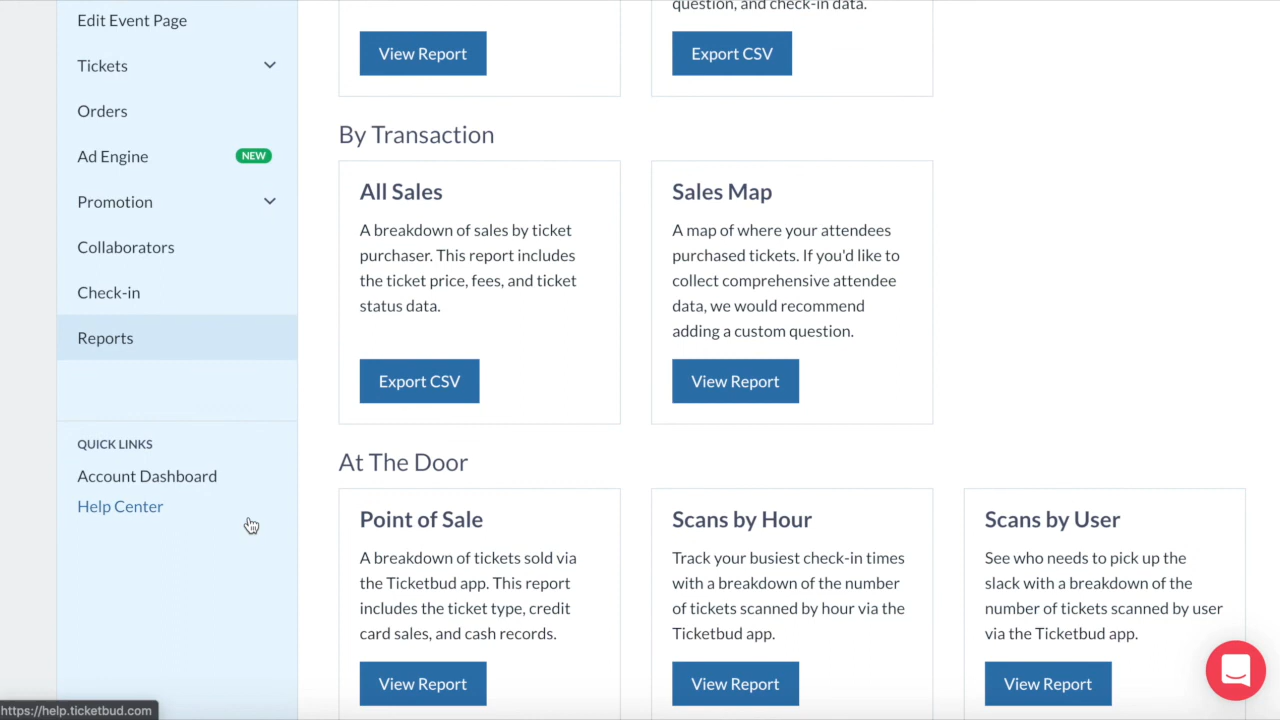 Edit Event Page
Tickets
Orders
Ad Engine NEW
Promotion
Collaborators
Check-in
Reports
QUICK LINKS
Account Dashboard
Help Center
View Report
question, and check-in data.
Export CSV
By Transaction
All Sales
A breakdown of sales by ticket
purchaser. This report includes
the ticket price, fees, and ticket
status data.
Export CSV
Sales Map
A map of where your attendees
purchased tickets. If you'd like to
collect comprehensive attendee
data, we would recommend
adding a custom question.
View Report
At The Door
Point of Sale
A breakdown of tickets sold via
the Ticketbud app. This report
includes the ticket type, credit
card sales, and cash records.
View Report
Scans by Hour
Track your busiest check-in times
with a breakdown of the number
of tickets scanned by hour via the
Ticketbud app.
View Report
Scans by User
See who needs to pick up the
slack with a breakdown of the
number of tickets scanned by user
via the Ticketbud app.
View Report
https://help.ticketbud.com